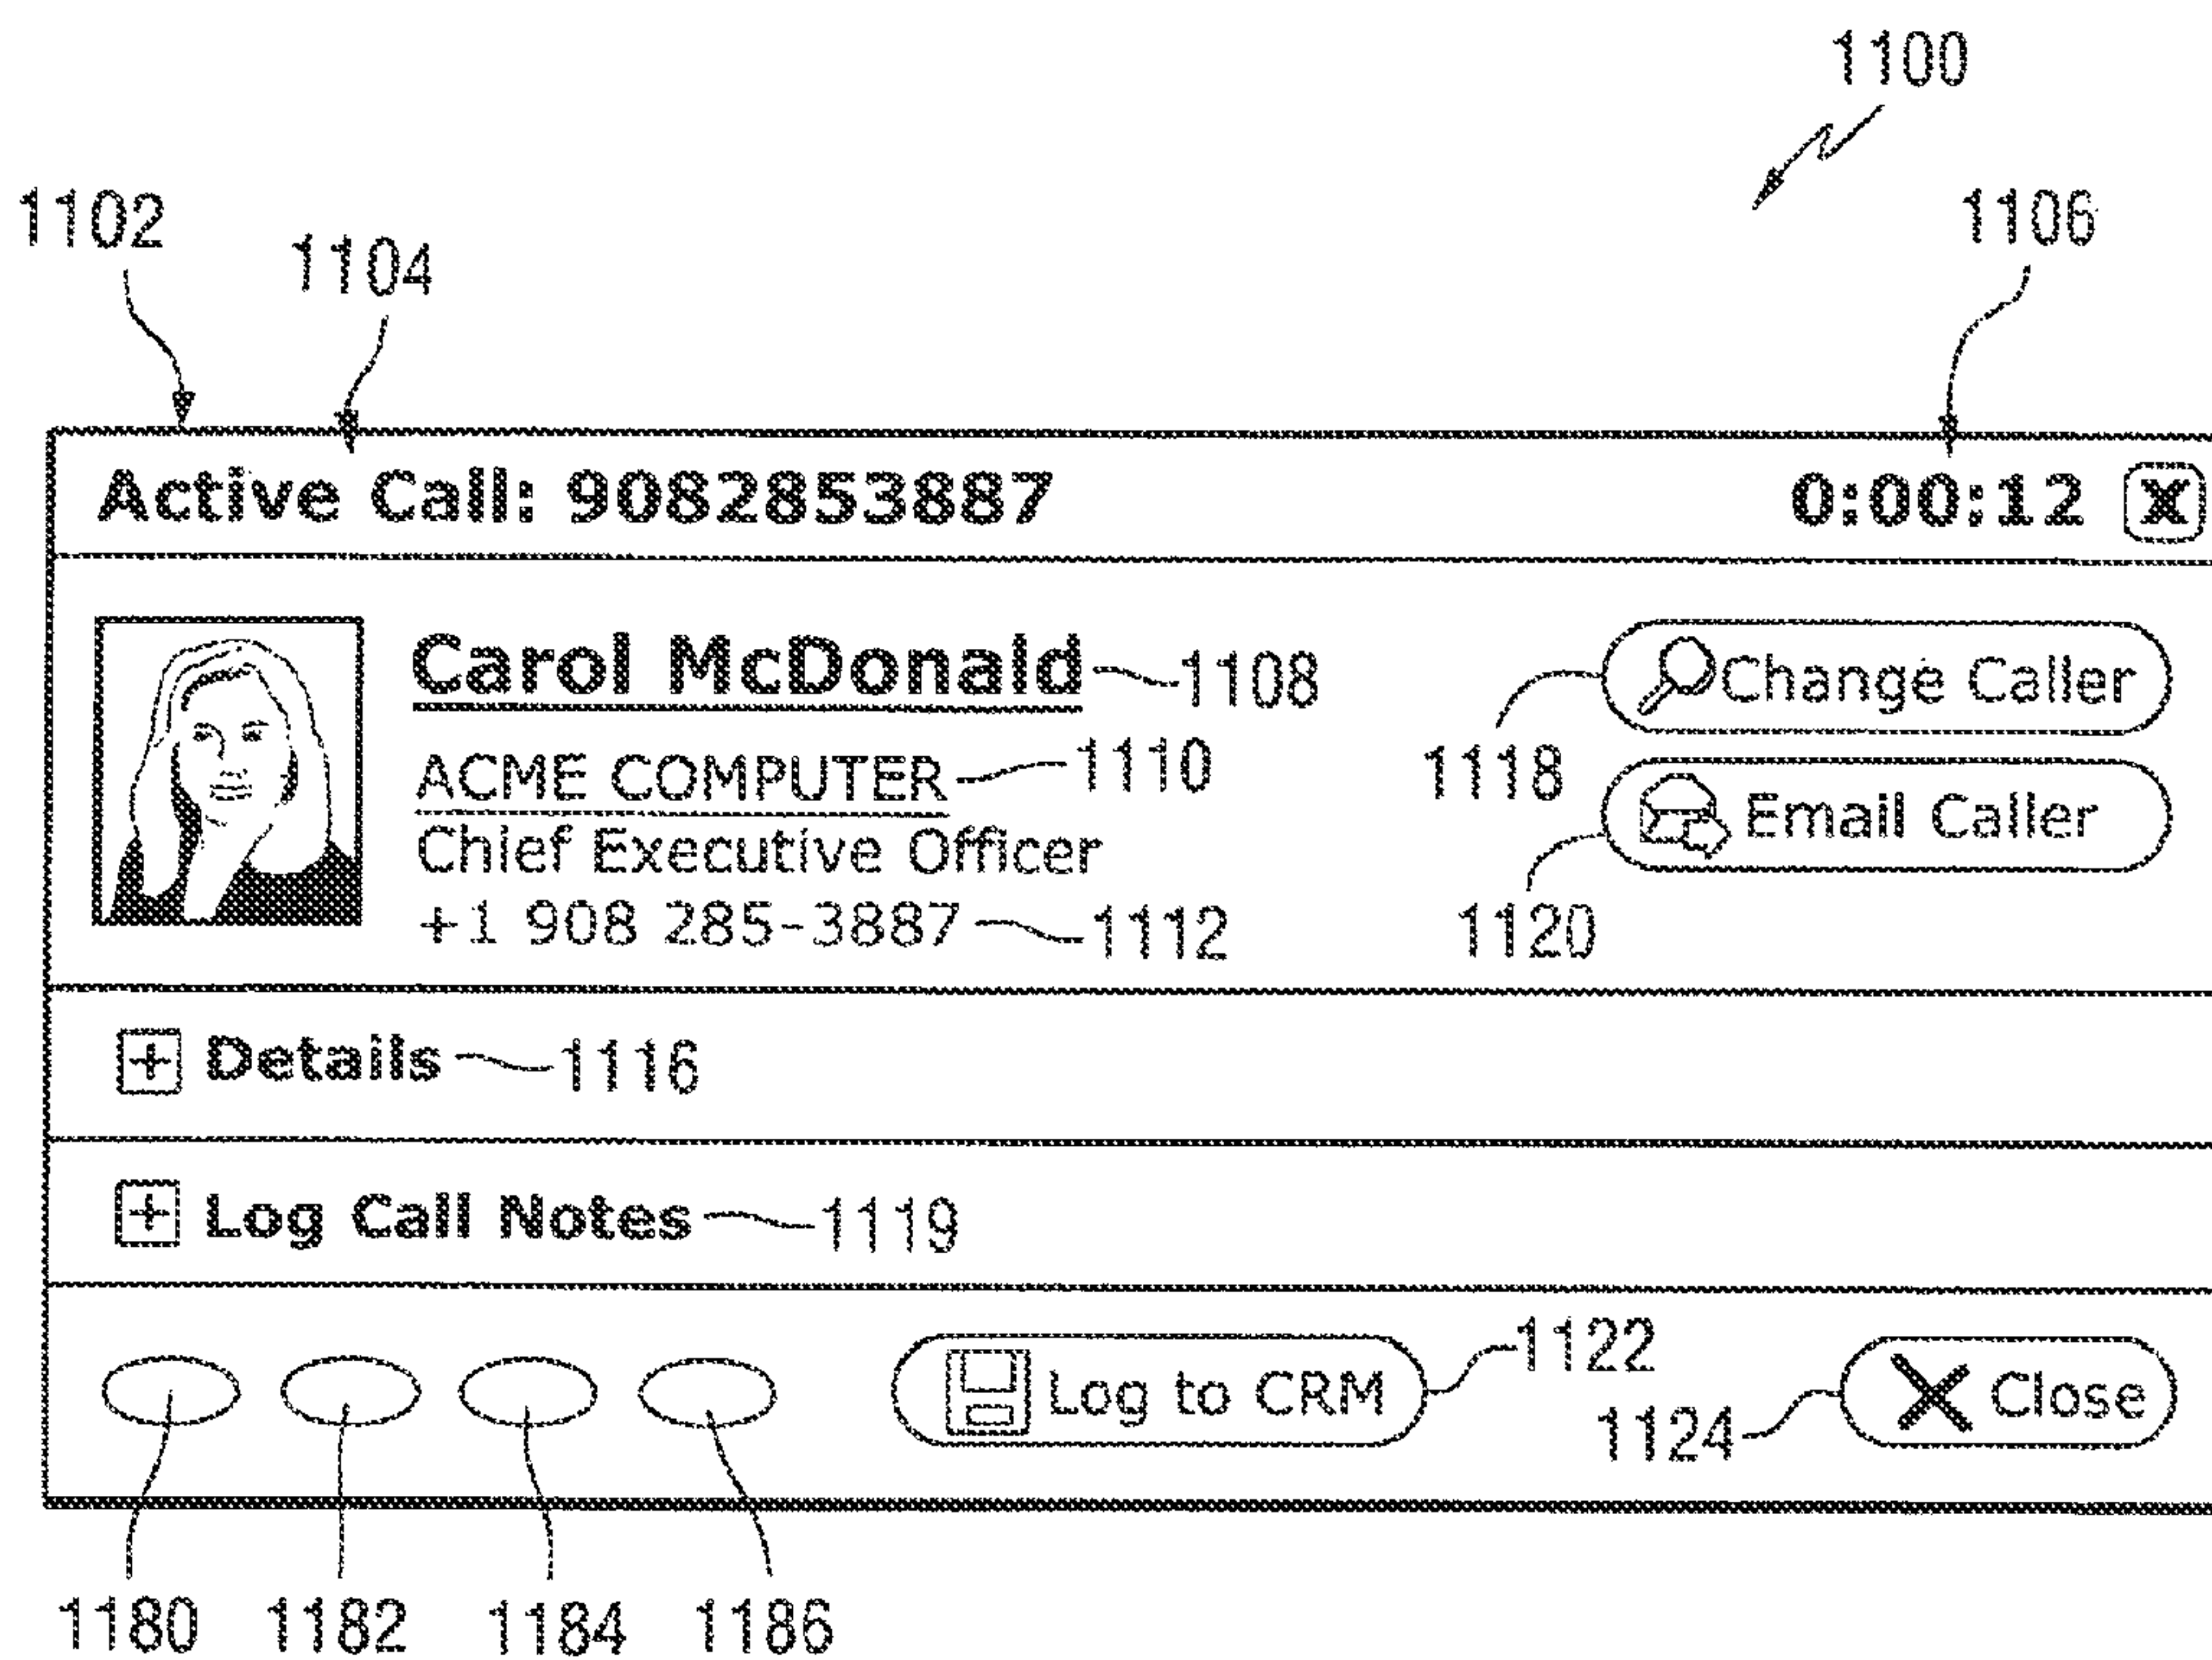 1100
1102
1104
1106
Active Call: 9082853887 0:00:12 X
Carol McDonald 1108
Change Caller
1118
ACME COMPUTER 1110
Email Caller
1120
Chief Executive Officer
+1 908 285-3887 1112
Details 1116
Log Call Notes 1119
Log to CRM 1122
1124 Close
1180 1182 1184 1186